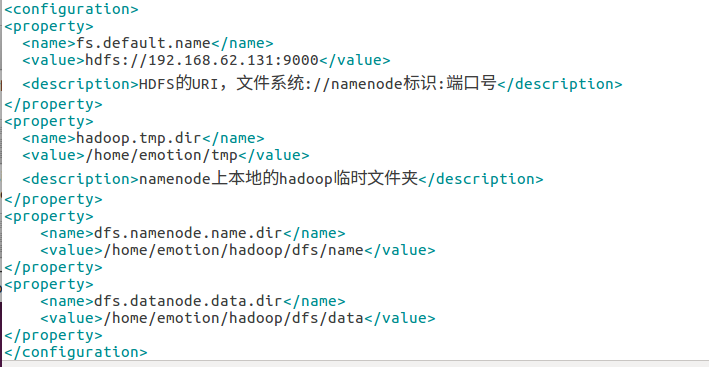 <configuration>
<property>
  <name>fs.default.name</name>
  <value>hdfs://192.168.62.131:9000</value>
  <description>HDFS的URI，文件系统://namenode标识:端口号</description>
</property>
<property>
  <name>hadoop.tmp.dir</name>
  <value>/home/emotion/tmp</value>
  <description>namenode上本地的hadoop临时文件夹</description>
</property>
<property>
    <name>dfs.namenode.name.dir</name>
    <value>/home/emotion/hadoop/dfs/name</value>
</property>
<property>
    <name>dfs.datanode.data.dir</name>
    <value>/home/emotion/hadoop/dfs/data</value>
</property>
</configuration>